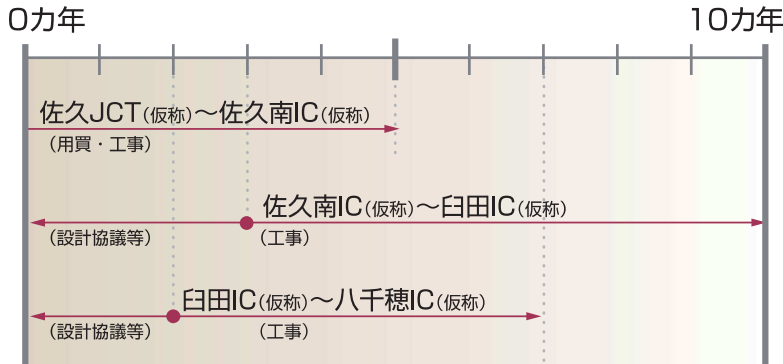 0カ年 10カ年
佐久JCT(仮称)〜佐久南IC(仮称)
(用買・工事)
佐久南IC(仮称)〜臼田IC(仮称)
(設計協議等) (工事)
臼田IC(仮称)〜八千穂IC(仮称)
(設計協議等) (工事)